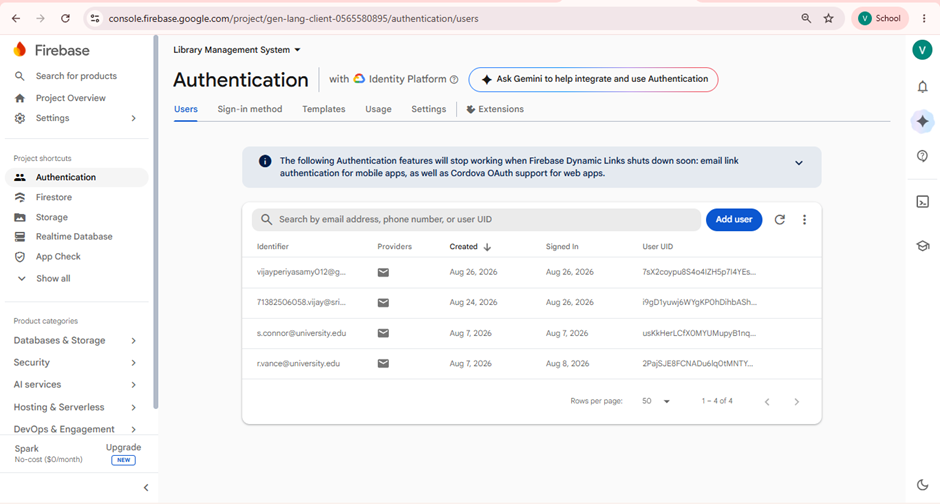 console.firebase.google.com/project/gen-lang-client-0565580895/authentication/users
V School
Firebase
Search for products
Project Overview
Settings
Project shortcuts
Authentication
Firestore
Storage
Realtime Database
App Check
Show all
Product categories
Databases & Storage
Security
AI services
Hosting & Serverless
DevOps & Engagement
Spark
No-cost ($0/month)
Upgrade
NEW
Library Management System
Authentication with Identity Platform
Ask Gemini to help integrate and use Authentication
Users Sign-in method Templates Usage Settings Extensions
The following Authentication features will stop working when Firebase Dynamic Links shuts down soon: email link
authentication for mobile apps, as well as Cordova OAuth support for web apps.
Search by email address, phone number, or user UID
Add user
Identifier Providers Created Signed In User UID
vijayperiyasamy012@g... Aug 26, 2026 Aug 26, 2026 7sX2coypu8S4o4IZH5p7l4YEs...
71382506058.vijay@sri... Aug 24, 2026 Aug 26, 2026 i9gD1yuwj6WYgKP0hDihbASh...
s.connor@university.edu Aug 7, 2026 Aug 7, 2026 usKkHerLCfXOMYUMupyB1nq...
r.vance@university.edu Aug 7, 2026 Aug 8, 2026 2PajSJE8FCNADu6lq0tMNTY...
Rows per page: 50 1 – 4 of 4
V